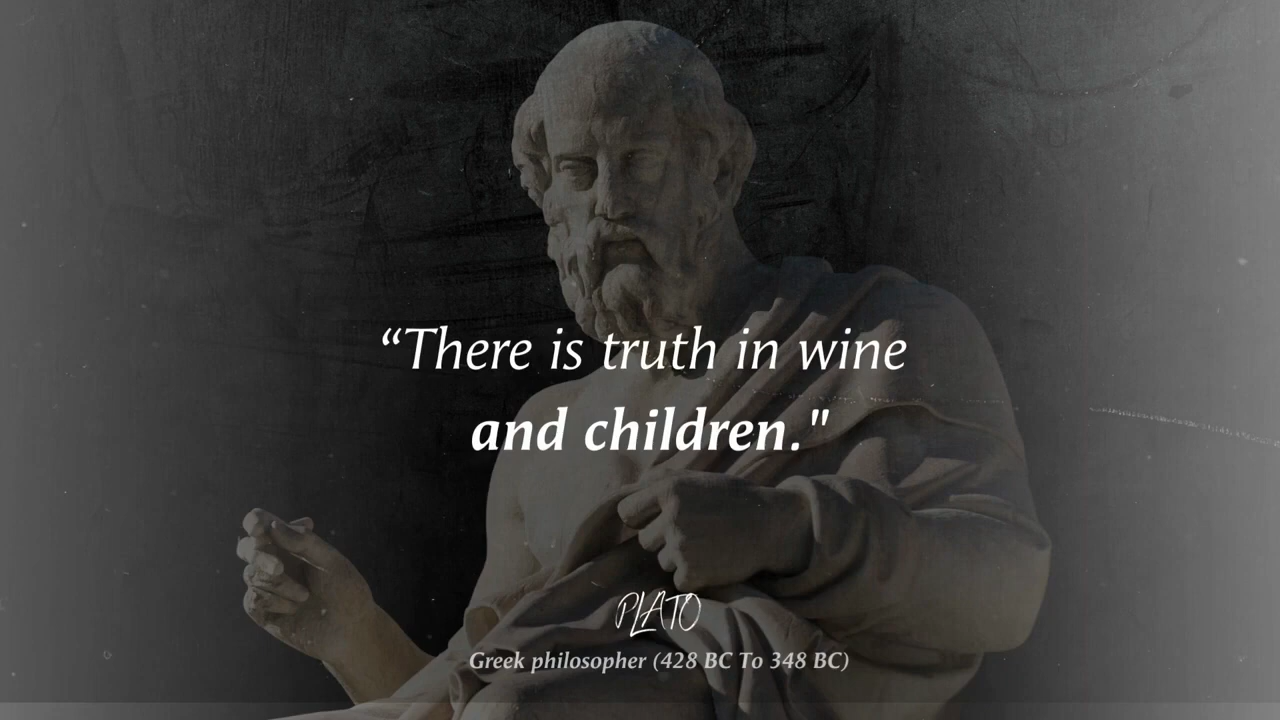 “There is truth in wine
and children."
PLATO
Greek philosopher (428 BC To 348 BC)